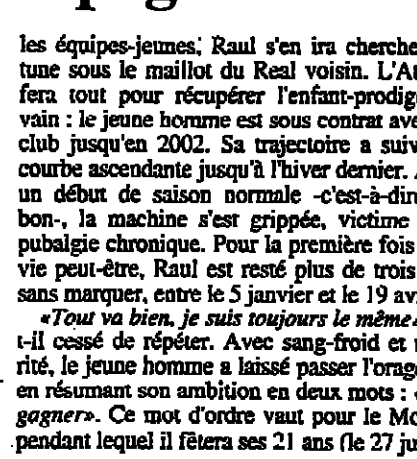 les équipes-jeunes, Raul s'en ira cherche
tune sous le maillot du Real voisin. L'At
fera tout pour récupérer l'enfant-prodig
vain : le jeune homme est sous contrat ave
club jusqu'en 2002. Sa trajectoire a suiv
courbe ascendante jusqu'à l'hiver dernier.
un début de saison normale -c'est-à-dir
bon-, la machine s'est grippée, victime
pubalgie chronique. Pour la première fois
vie peut-être, Raul est resté plus de trois
sans marquer, entre le 5 janvier et le 19 avr
«Tout va bien, je suis toujours le même»
t-il cessé de répéter. Avec sang-froid et
rité, le jeune homme a laissé passer l'orage
en résumant son ambition en deux mots : «
gagner». Ce mot d'ordre vaut pour le Mo
pendant lequel il fêtera ses 21 ans (le 27 ju